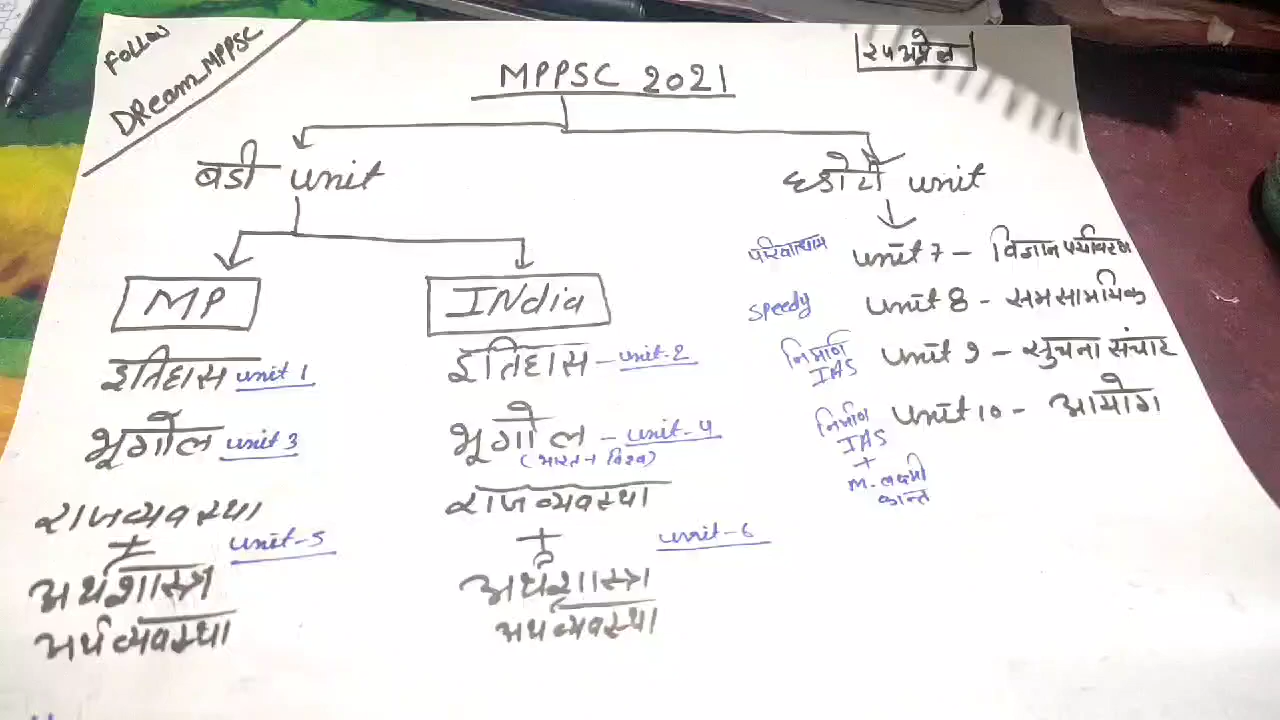 Follow
DReam_MPPSC
२५ अप्रैल
MPPSC 2021
बडी unit
छोटी unit
MP
INdia
इतिहास unit 1
भूगोल unit 3
राजव्यवस्था
+
अर्थशास्त्र
अर्थव्यवस्था
unit-5
इतिहास - unit-2
भूगोल - unit-4
(भारत + विश्व)
राजव्यवस्था
+
अर्थशास्त्र
अर्थव्यवस्था
unit-6
unit 7 - विज्ञान पर्यावरण
Speedy unit 8 - समसामयिक
निर्माण IAS unit 9 - सुचना संचार
निर्माण IAS unit 10 - आयोग
+
M. लक्ष्मी
कान्त